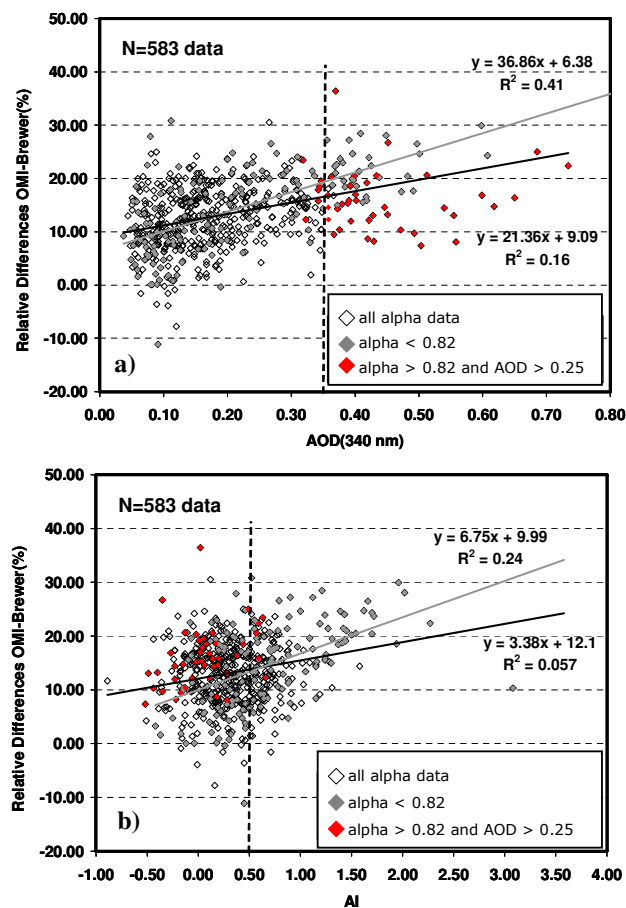 a)
N=583 data
50.00
40.00
30.00
20.00
10.00
0.00
-10.00
-20.00
Relative Differences OMI-Brewer(%)
y = 36.86x + 6.38
R² = 0.41
y = 21.36x + 9.09
R² = 0.16
all alpha data
alpha < 0.82
alpha > 0.82 and AOD > 0.25
0.00 0.10 0.20 0.30 0.40 0.50 0.60 0.70 0.80
AOD(340 nm)
b)
N=583 data
50.00
40.00
30.00
20.00
10.00
0.00
-10.00
-20.00
Relative Differences OMI-Brewer(%)
y = 6.75x + 9.99
R² = 0.24
y = 3.38x + 12.1
R² = 0.057
all alpha data
alpha < 0.82
alpha > 0.82 and AOD > 0.25
-1.00 -0.50 0.00 0.50 1.00 1.50 2.00 2.50 3.00 3.50 4.00
AI